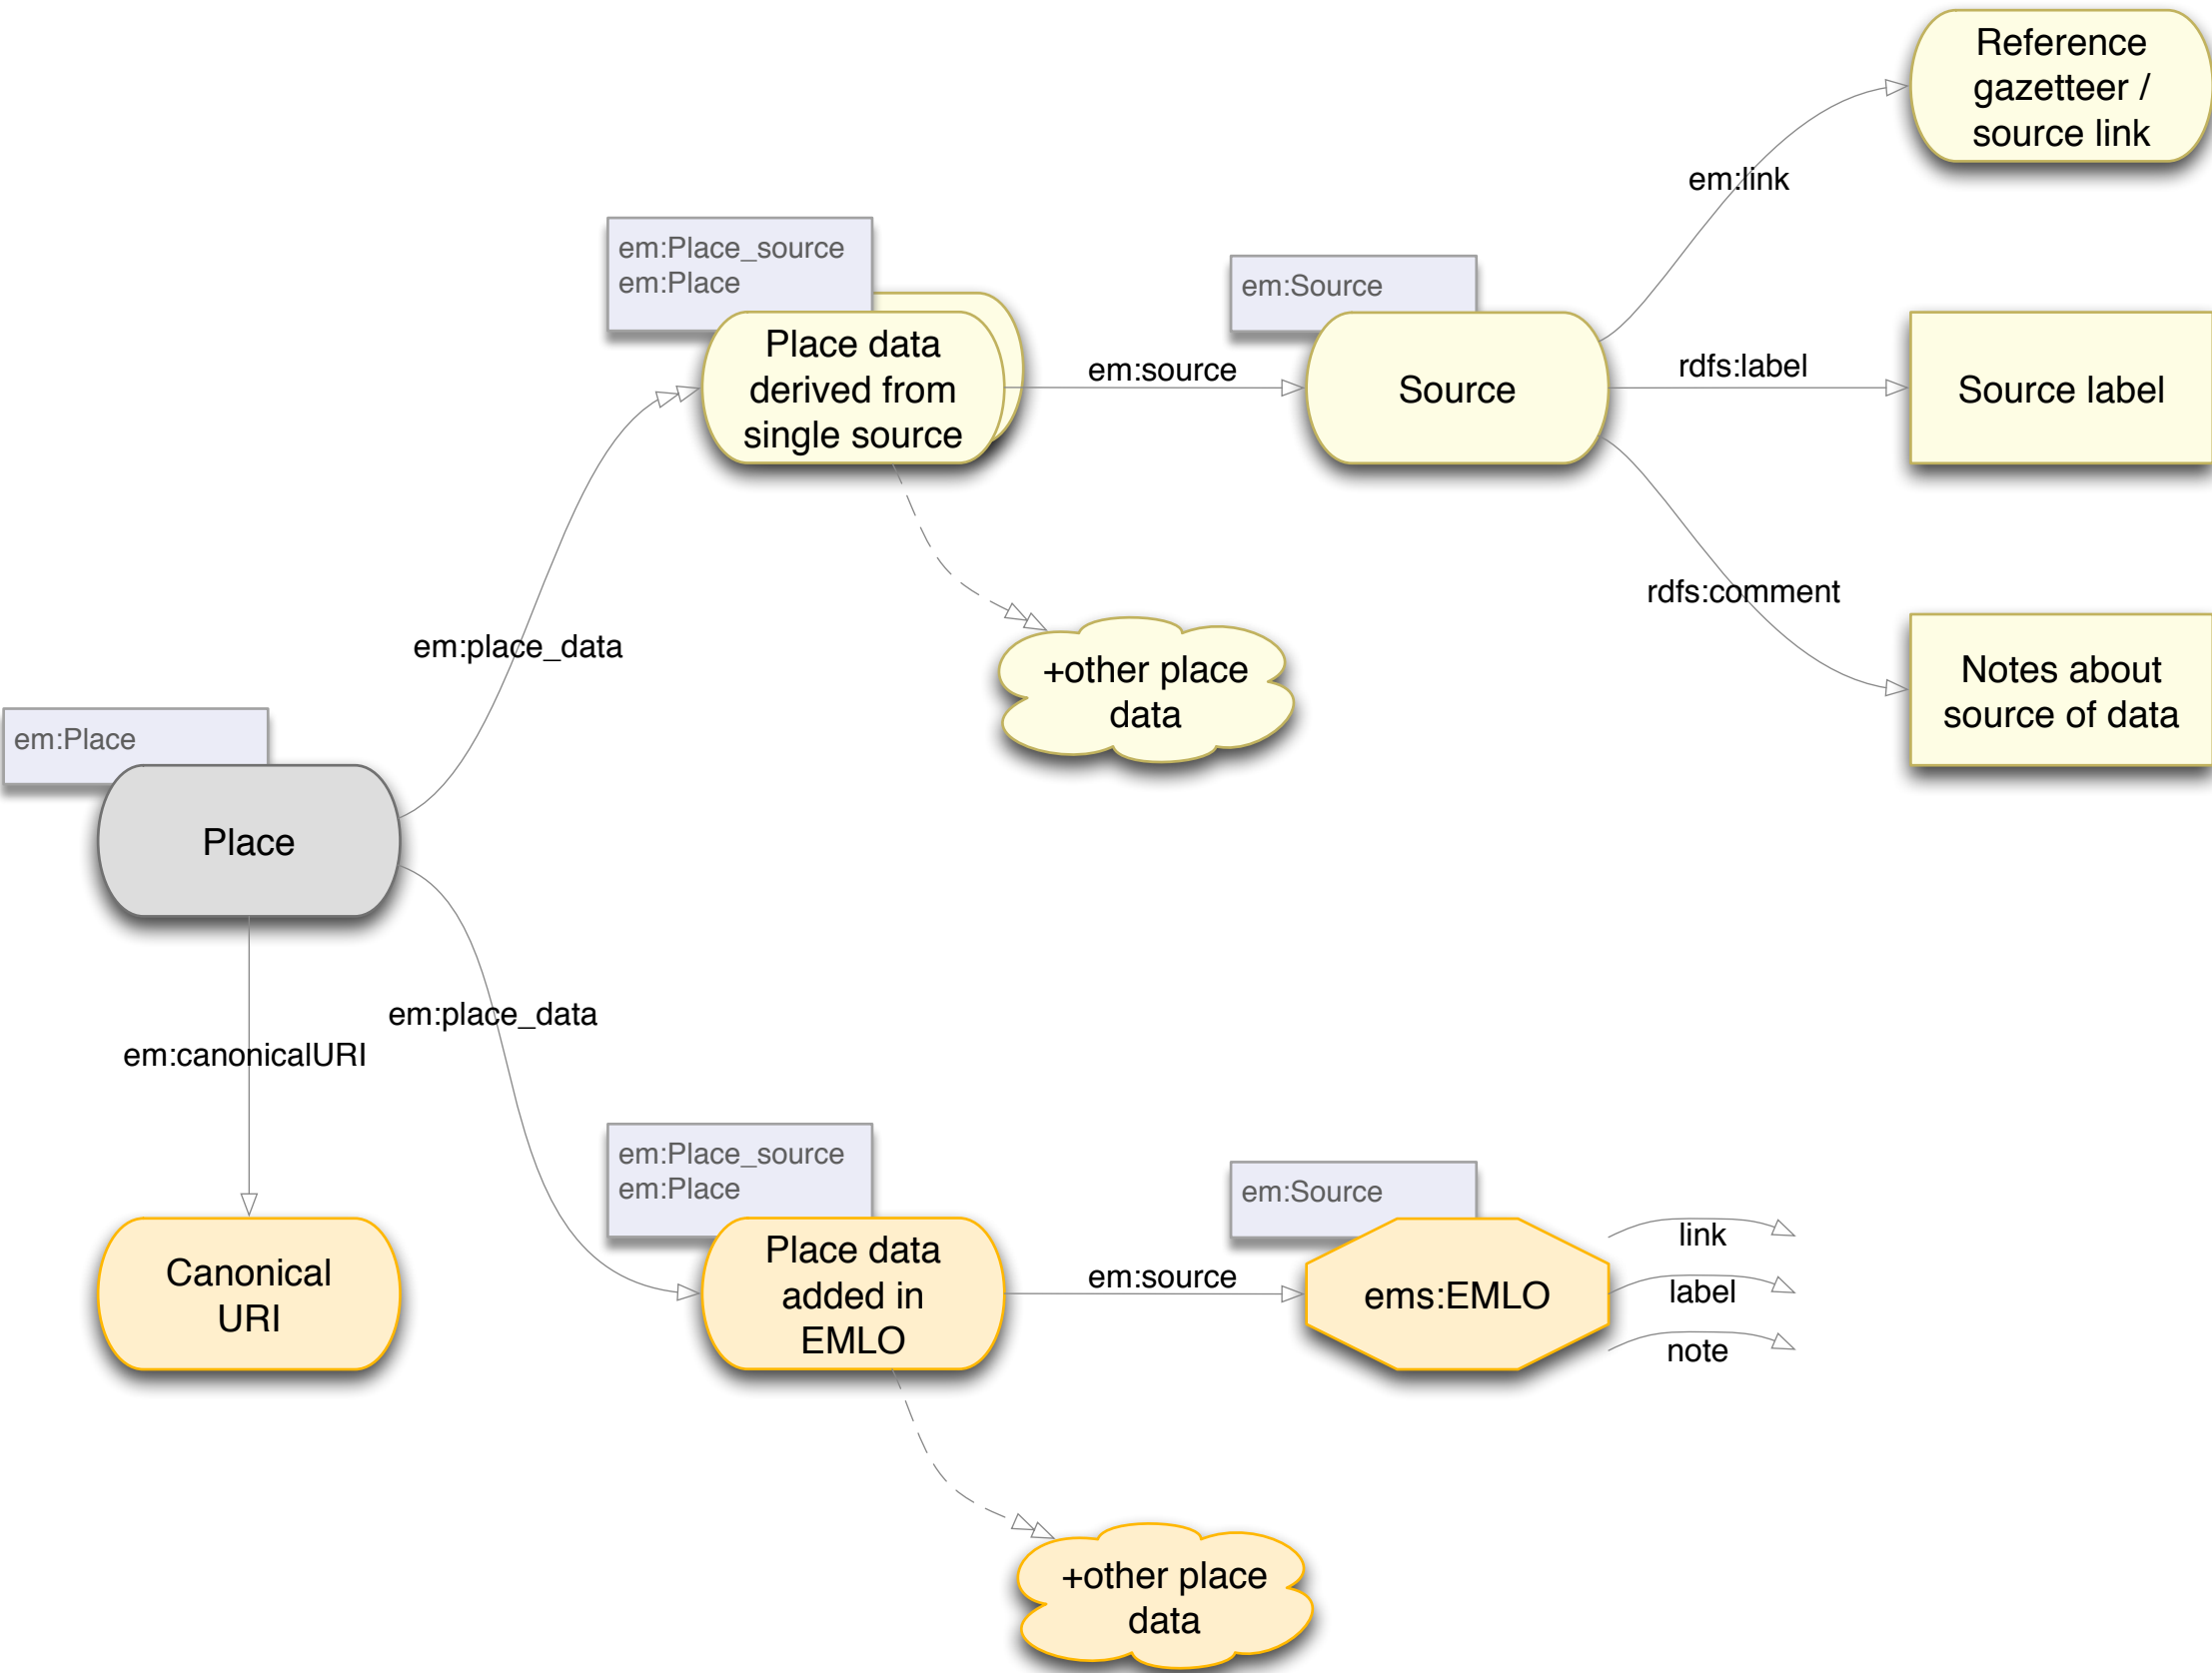 Reference
gazetteer /
source link
em:link
em:Place_source
em:Place
em:Source
Place data
derived from
single source
em:source
Source
rdfs:label
Source label
rdfs:comment
em:place_data
+other place
data
Notes about
source of data
em:Place
Place
em:place_data
em:canonicalURI
em:Place_source
em:Place
em:Source
Canonical
URI
Place data
added in
EMLO
em:source
ems:EMLO
link
label
note
+other place
data